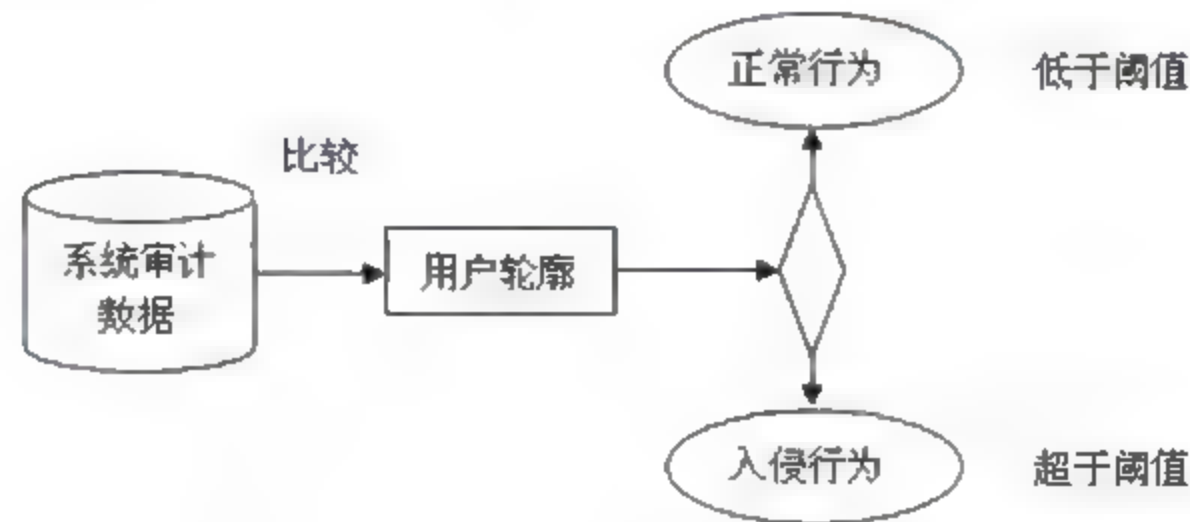 正常行为
低于阈值
比较
系统审计
数据
用户轮廓
入侵行为
超于阈值